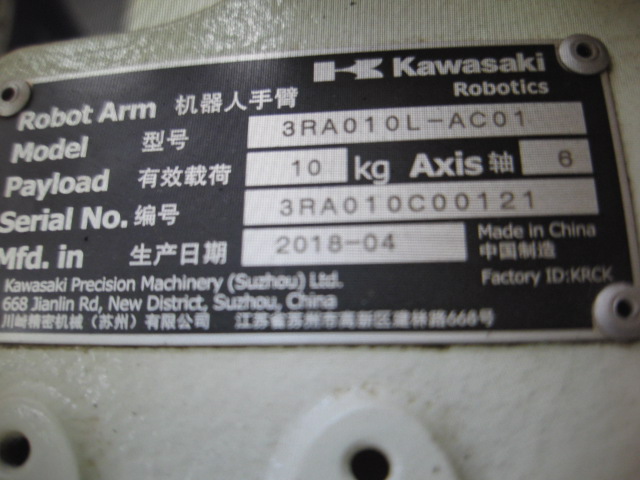 Kawasaki
Robotics
Robot Arm 机器人手臂
Model 型号 3RA010L-AC01
Payload 有效载荷 10 kg Axis 轴 6
Serial No. 编号 3RA010C00121
Mfd. in 生产日期 2018-04 Made in China
中国制造
Kawasaki Precision Machinery (Suzhou) Ltd. Factory ID:KRCK
668 Jianlin Rd, New District, Suzhou, China
川崎精密机械（苏州）有限公司 江苏省苏州市高新区建林路668号